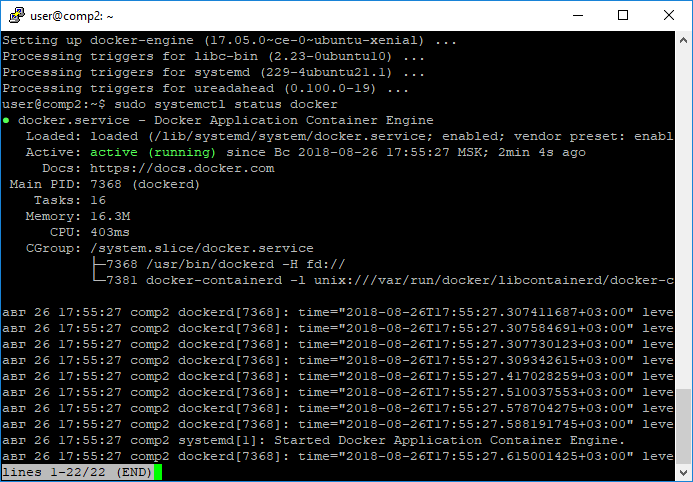 user@comp2: ~
Setting up docker-engine (17.05.0~ce-0~ubuntu-xenial) ...
Processing triggers for libc-bin (2.23-0ubuntu10) ...
Processing triggers for systemd (229-4ubuntu21.1) ...
Processing triggers for ureadahead (0.100.0-19) ...
user@comp2:~$ sudo systemctl status docker
● docker.service - Docker Application Container Engine
Loaded: loaded (/lib/systemd/system/docker.service; enabled; vendor preset: enabl
Active: active (running) since Вс 2018-08-26 17:55:27 MSK; 2min 4s ago
Docs: https://docs.docker.com
Main PID: 7368 (dockerd)
Tasks: 16
Memory: 16.3M
CPU: 403ms
CGroup: /system.slice/docker.service
├─7368 /usr/bin/dockerd -H fd://
└─7381 docker-containerd -l unix:///var/run/docker/libcontainerd/docker-c
авг 26 17:55:27 comp2 dockerd[7368]: time="2018-08-26T17:55:27.307411687+03:00" leve
авг 26 17:55:27 comp2 dockerd[7368]: time="2018-08-26T17:55:27.307584691+03:00" leve
авг 26 17:55:27 comp2 dockerd[7368]: time="2018-08-26T17:55:27.307730123+03:00" leve
авг 26 17:55:27 comp2 dockerd[7368]: time="2018-08-26T17:55:27.309342615+03:00" leve
авг 26 17:55:27 comp2 dockerd[7368]: time="2018-08-26T17:55:27.417028259+03:00" leve
авг 26 17:55:27 comp2 dockerd[7368]: time="2018-08-26T17:55:27.510037553+03:00" leve
авг 26 17:55:27 comp2 dockerd[7368]: time="2018-08-26T17:55:27.578704275+03:00" leve
авг 26 17:55:27 comp2 dockerd[7368]: time="2018-08-26T17:55:27.588191745+03:00" leve
авг 26 17:55:27 comp2 systemd[1]: Started Docker Application Container Engine.
авг 26 17:55:27 comp2 dockerd[7368]: time="2018-08-26T17:55:27.615001425+03:00" leve
lines 1-22/22 (END)